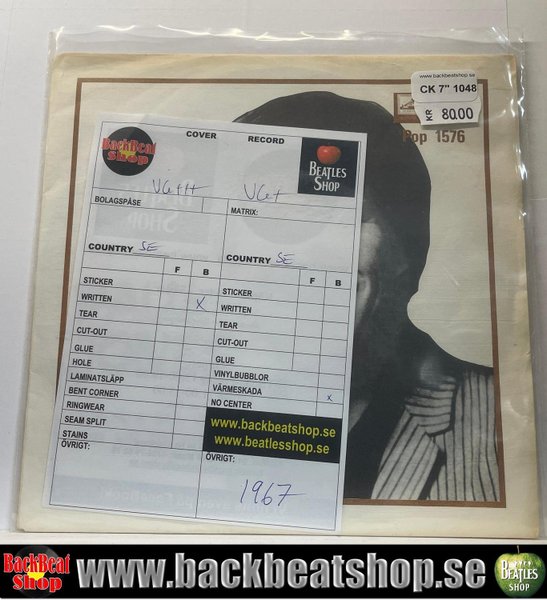 www.backbeatshop.se
CK 7" 1048
KR 80.00
Pop 1576
BackBeat Shop
COVER RECORD
BEATLES SHOP
VG++ VG+
BOLAGSPÅSE MATRIX:
COUNTRY SE COUNTRY SE
F B F B
STICKER STICKER
WRITTEN X WRITTEN
TEAR TEAR
CUT-OUT CUT-OUT
GLUE GLUE
HOLE VINYLBUBBLOR
LAMINATSLÄPP VÄRMESKADA
BENT CORNER NO CENTER X
RINGWEAR
SEAM SPLIT
STAINS
www.backbeatshop.se
www.beatlesshop.se
ÖVRIGT: ÖVRIGT:
1967
BackBeat Shop www.backbeatshop.se BEATLES SHOP